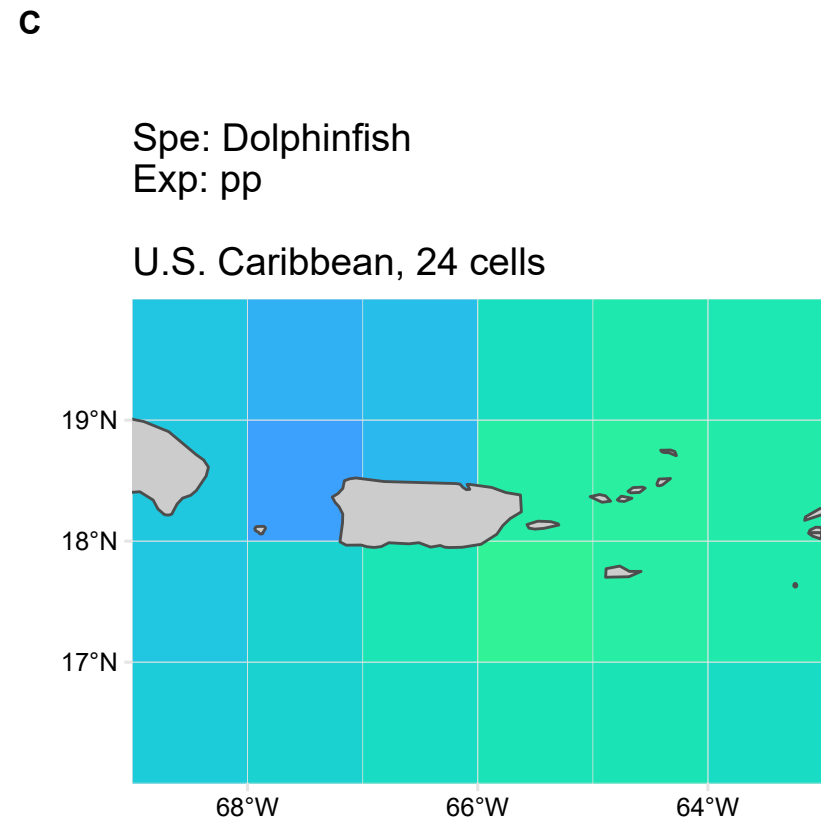 C
Spe: Dolphinfish
Exp: pp
U.S. Caribbean, 24 cells
19°N
18°N
17°N
68°W 66°W 64°W